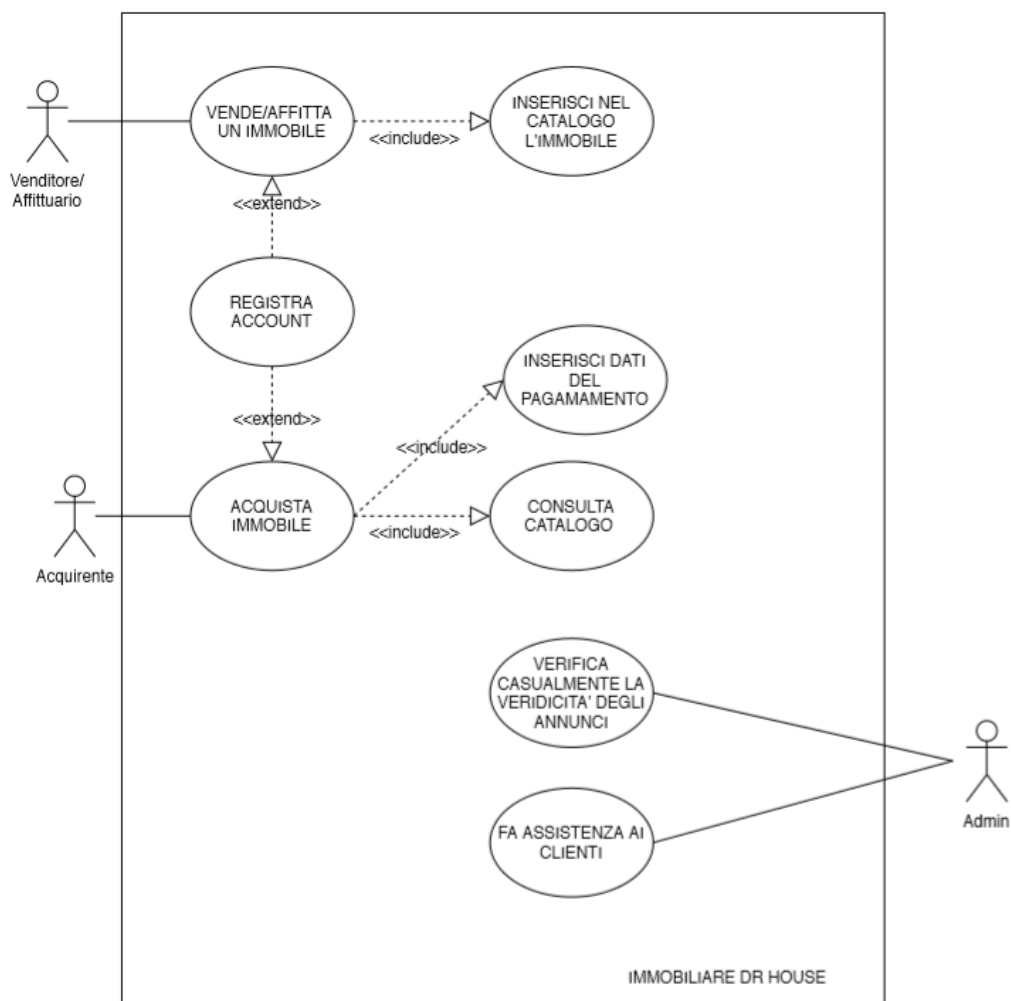 VENDE/AFFITTA
UN IMMOBILE
<<include>>
INSERISCI NEL
CATALOGO
L'IMMOBILE
Venditore/
Affittuario
<<extend>>
REGISTRA
ACCOUNT
<<extend>>
INSERISCI DATI
DEL
PAGAMAMENTO
<<include>>
ACQUISTA
IMMOBILE
<<include>>
CONSULTA
CATALOGO
Acquirente
VERIFICA
CASUALMENTE LA
VERIDICITA' DEGLI
ANNUNCI
Admin
FA ASSISTENZA AI
CLIENTI
IMMOBILIARE DR HOUSE